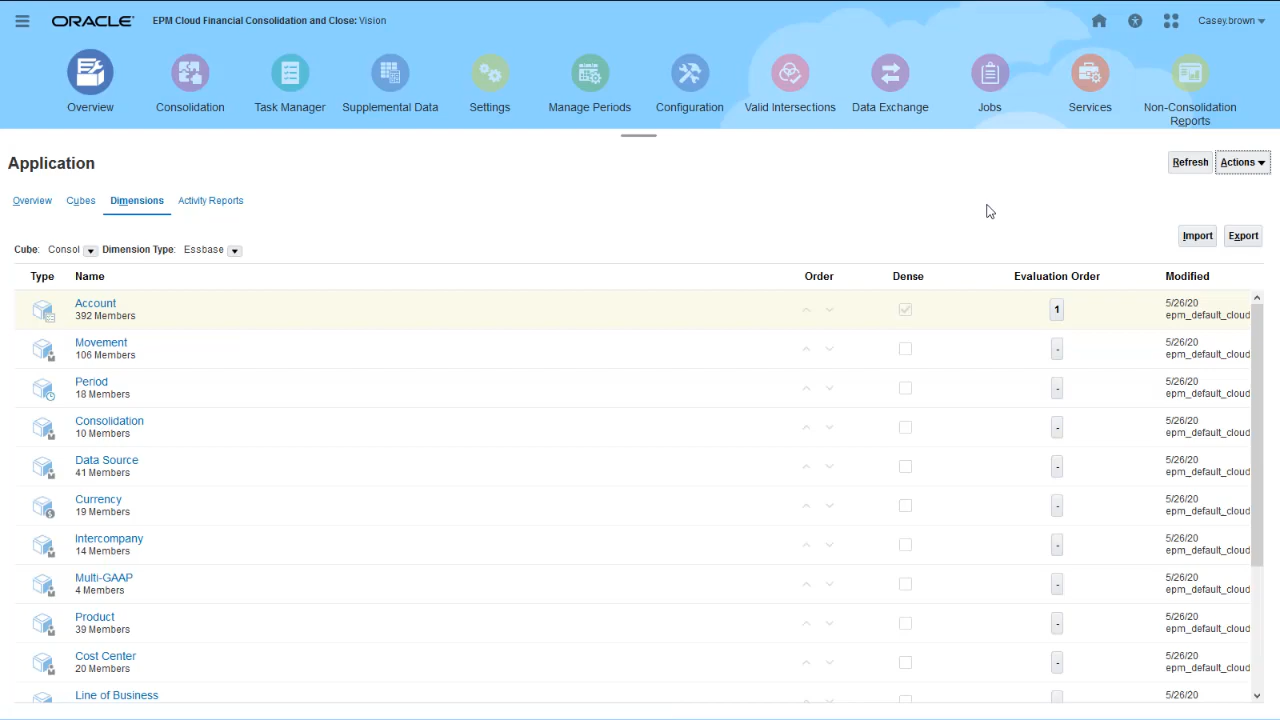 ORACLE® EPM Cloud Financial Consolidation and Close: Vision Casey.brown
Overview Consolidation Task Manager Supplemental Data Settings Manage Periods Configuration Valid Intersections Data Exchange Jobs Services Non-Consolidation Reports
Application
Refresh Actions
Overview Cubes Dimensions Activity Reports
Import Export
Cube: Consol Dimension Type: Essbase
Type Name Order Dense Evaluation Order Modified
Account 1 5/26/20
392 Members epm_default_cloud
Movement - 5/26/20
106 Members epm_default_cloud
Period - 5/26/20
18 Members epm_default_cloud
Consolidation - 5/26/20
10 Members epm_default_cloud
Data Source - 5/26/20
41 Members epm_default_cloud
Currency - 5/26/20
19 Members epm_default_cloud
Intercompany - 5/26/20
14 Members epm_default_cloud
Multi-GAAP - 5/26/20
4 Members epm_default_cloud
Product - 5/26/20
39 Members epm_default_cloud
Cost Center - 5/26/20
20 Members epm_default_cloud
Line of Business 5/26/20